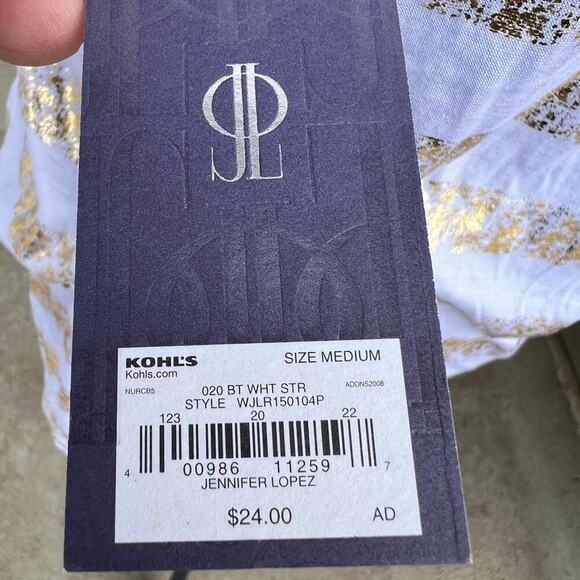 JL
KOHL'S SIZE MEDIUM
Kohls.com
NURCB5 020 BT WHT STR ADDNS2008
STYLE WJLR150104P
123 20 22
4 00986 11259 7
JENNIFER LOPEZ
$24.00 AD